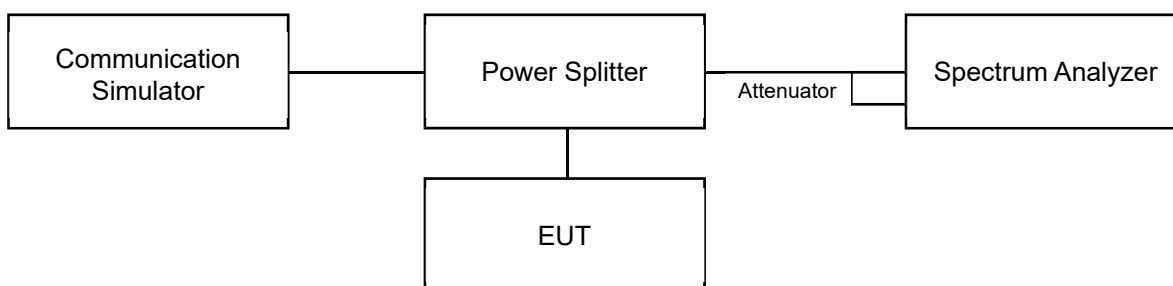 Communication
Simulator
Power Splitter
Attenuator
Spectrum Analyzer
EUT